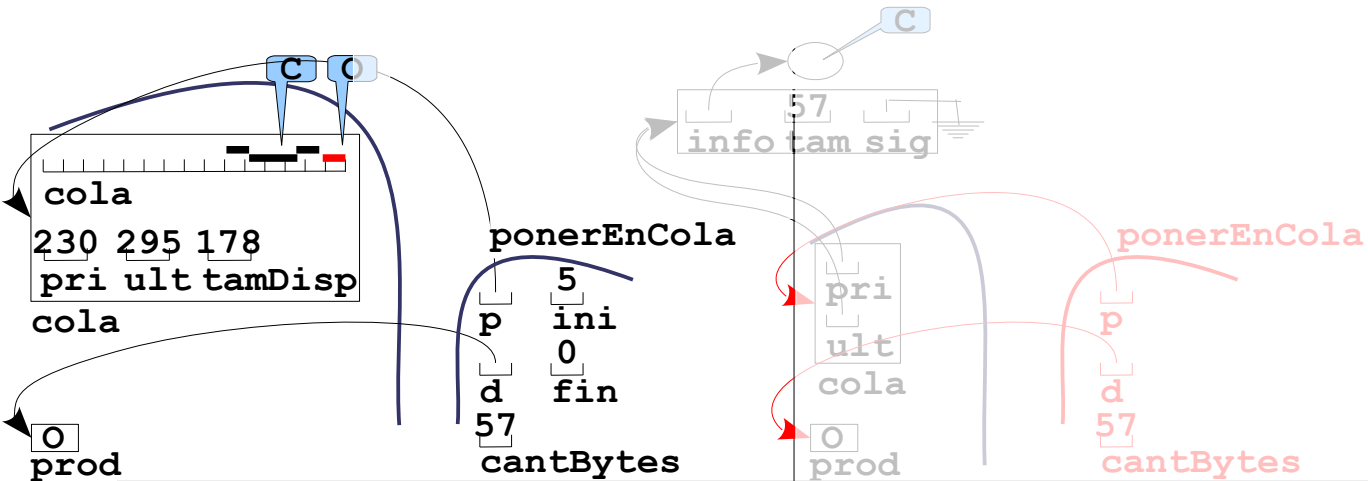 C O
cola
230 295 178
pri ult tamDisp
cola
O
prod
ponerEnCola
5
p ini
0
d fin
57
cantBytes
C
57
info tam sig
pri
ult
cola
O
prod
ponerEnCola
p
d
57
cantBytes